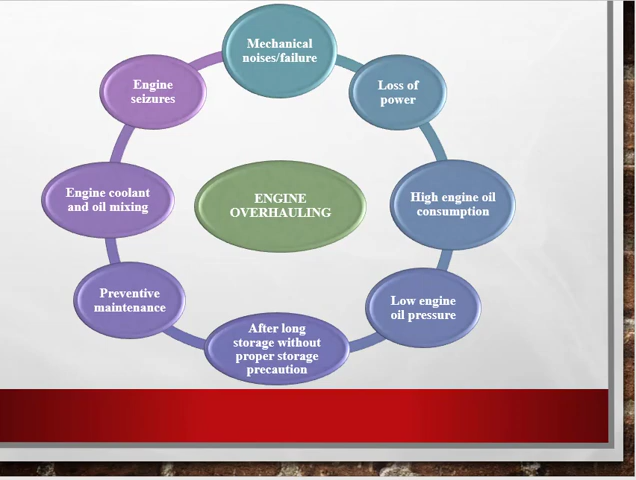 Mechanical
noises/failure
Loss of
power
High engine oil
consumption
Low engine
oil pressure
After long
storage without
proper storage
precaution
Preventive
maintenance
Engine coolant
and oil mixing
Engine
seizures
ENGINE
OVERHAULING